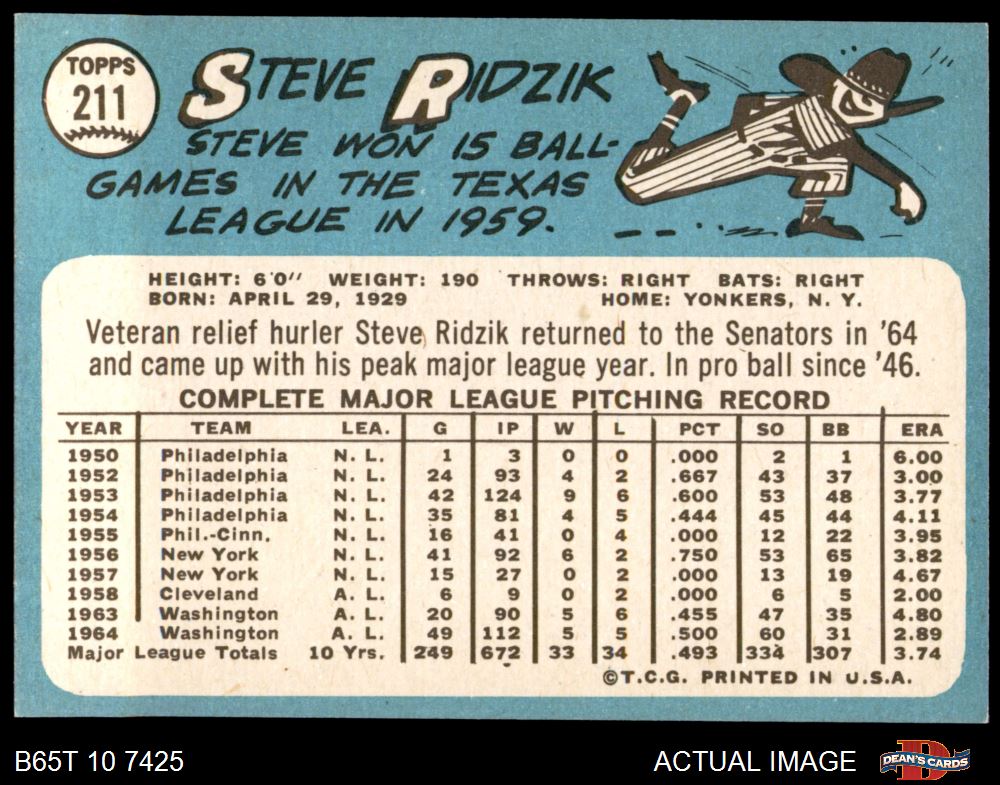 TOPPS
211
STEVE RIDZIK
STEVE WON 15 BALL-
GAMES IN THE TEXAS
LEAGUE IN 1959.
HEIGHT: 6'0" WEIGHT: 190 THROWS: RIGHT BATS: RIGHT
BORN: APRIL 29, 1929 HOME: YONKERS, N. Y.
Veteran relief hurler Steve Ridzik returned to the Senators in '64
and came up with his peak major league year. In pro ball since '46.
COMPLETE MAJOR LEAGUE PITCHING RECORD
YEAR TEAM LEA. G IP W L PCT SO BB ERA
1950 Philadelphia N. L. 1 3 0 0 .000 2 1 6.00
1952 Philadelphia N. L. 24 93 4 2 .667 43 37 3.00
1953 Philadelphia N. L. 42 124 9 6 .600 53 48 3.77
1954 Philadelphia N. L. 35 81 4 5 .444 45 44 4.11
1955 Phil.-Cinn. N. L. 16 41 0 4 .000 12 22 3.95
1956 New York N. L. 41 92 6 2 .750 53 65 3.82
1957 New York N. L. 15 27 0 2 .000 13 19 4.67
1958 Cleveland A. L. 6 9 0 2 .000 6 5 2.00
1963 Washington A. L. 20 90 5 6 .455 47 35 4.80
1964 Washington A. L. 49 112 5 5 .500 60 31 2.89
Major League Totals 10 Yrs. 249 672 33 34 .493 334 307 3.74
©T.C.G. PRINTED IN U.S.A.
B65T 10 7425 ACTUAL IMAGE
D
DEAN'S CARDS